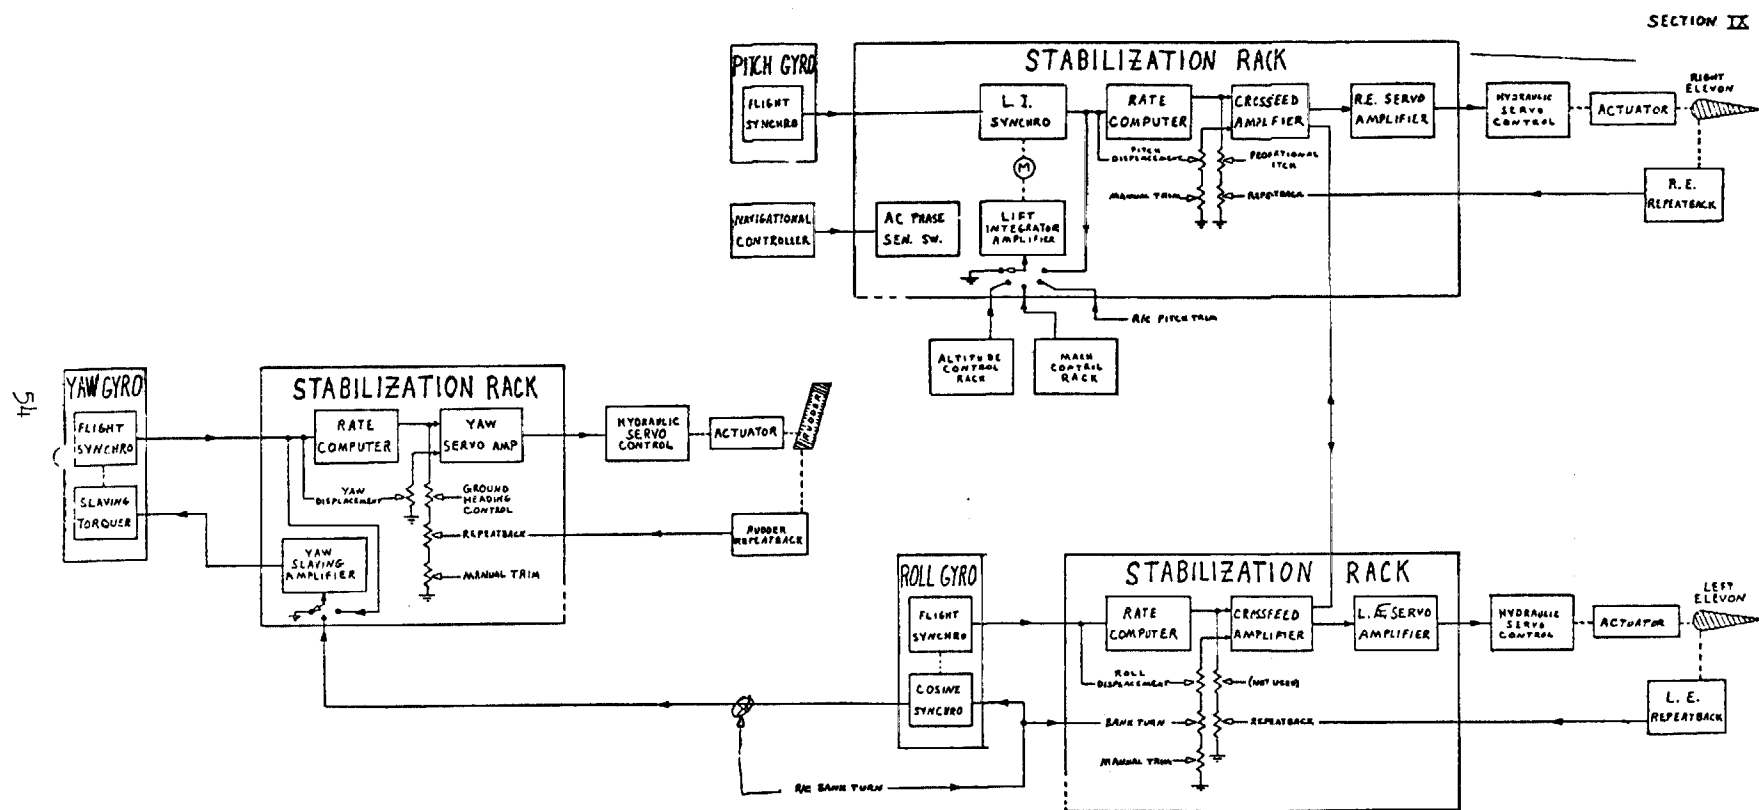 SECTION IX
PITCH GYRO
FLIGHT
SYNCHRO
STABILIZATION RACK
L. I.
SYNCHRO
RATE
COMPUTER
CROSSFEED
AMPLIFIER
R.E. SERVO
AMPLIFIER
HYDRAULIC
SERVO
CONTROL
ACTUATOR
RIGHT
ELEVON
M
PITCH
DISPLACEMENT
PROPORTIONAL
PITCH
MANUAL TRIM
REPEATBACK
R. E.
REPEATBACK
NAVIGATIONAL
CONTROLLER
AC PHASE
SEN. SW.
LIFT
INTEGRATOR
AMPLIFIER
R/C PITCH TRIM
ALTITUDE
CONTROL
RACK
MACH
CONTROL
RACK
54
YAW GYRO
FLIGHT
SYNCHRO
SLAVING
TORQUER
STABILIZATION RACK
RATE
COMPUTER
YAW
SERVO AMP
HYDRAULIC
SERVO
CONTROL
ACTUATOR
RUDDER
YAW
DISPLACEMENT
GROUND
HEADING
CONTROL
REPEATBACK
RUDDER
REPEATBACK
YAW
SLAVING
AMPLIFIER
MANUAL TRIM
ROLL GYRO
FLIGHT
SYNCHRO
COSINE
SYNCHRO
STABILIZATION RACK
RATE
COMPUTER
CROSSFEED
AMPLIFIER
L.E. SERVO
AMPLIFIER
HYDRAULIC
SERVO
CONTROL
ACTUATOR
LEFT
ELEVON
ROLL
DISPLACEMENT
(NOT USED)
BANK TURN
REPEATBACK
L. E.
REPEATBACK
MANUAL TRIM
R/C BANK TURN